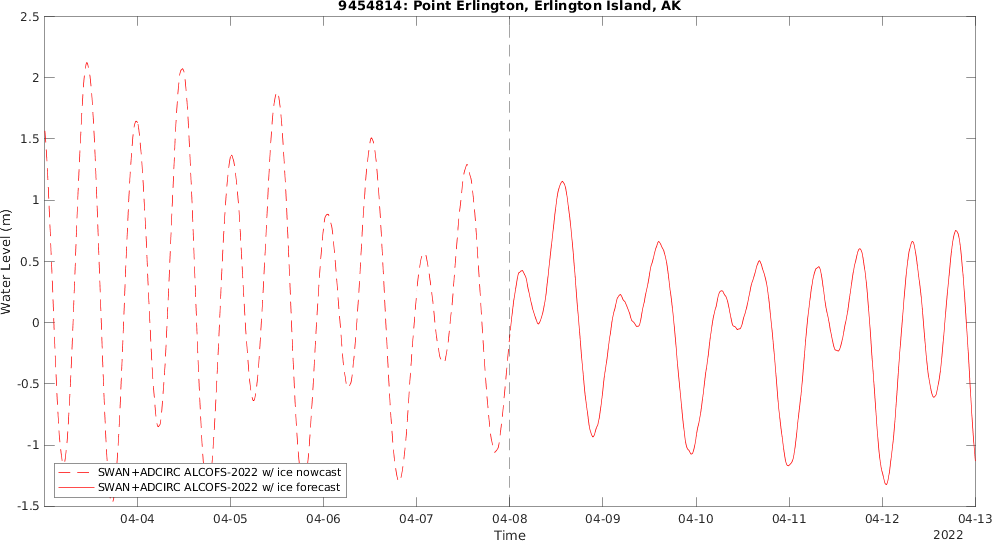 9454814: Point Erlington, Erlington Island, AK
2.5
2
1.5
1
0.5
0
-0.5
-1
-1.5
Water Level (m)
SWAN+ADCIRC ALCOFS-2022 w/ ice nowcast
SWAN+ADCIRC ALCOFS-2022 w/ ice forecast
04-04 04-05 04-06 04-07 04-08 04-09 04-10 04-11 04-12 04-13
Time
2022